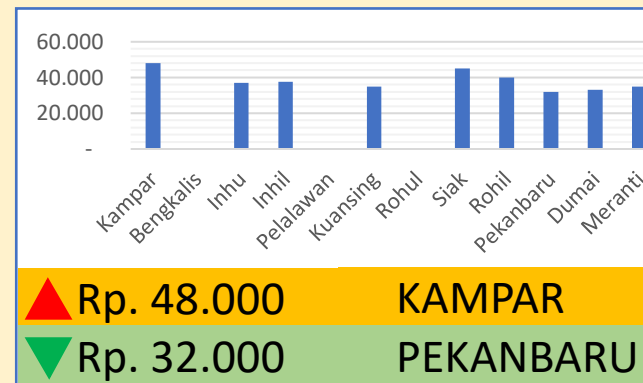 60.000
40.000
20.000
-
Kampar
Bengkalis
Inhu
Inhil
Pelalawan
Kuansing
Rohul
Siak
Rohil
Pekanbaru
Dumai
Meranti
Rp. 48.000 KAMPAR
Rp. 32.000 PEKANBARU